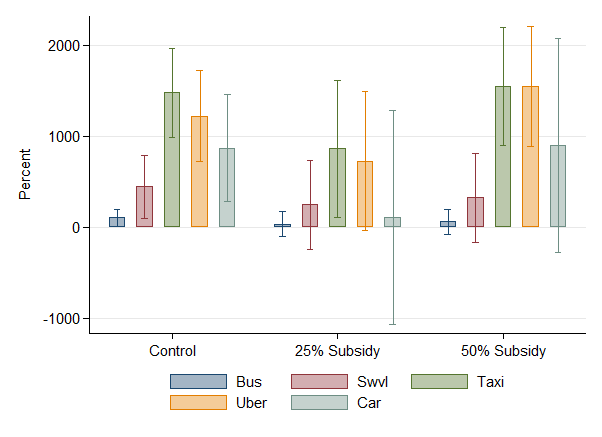 2000
1000
0
-1000
Percent
Control 25% Subsidy 50% Subsidy
Bus Swvl Taxi
Uber Car